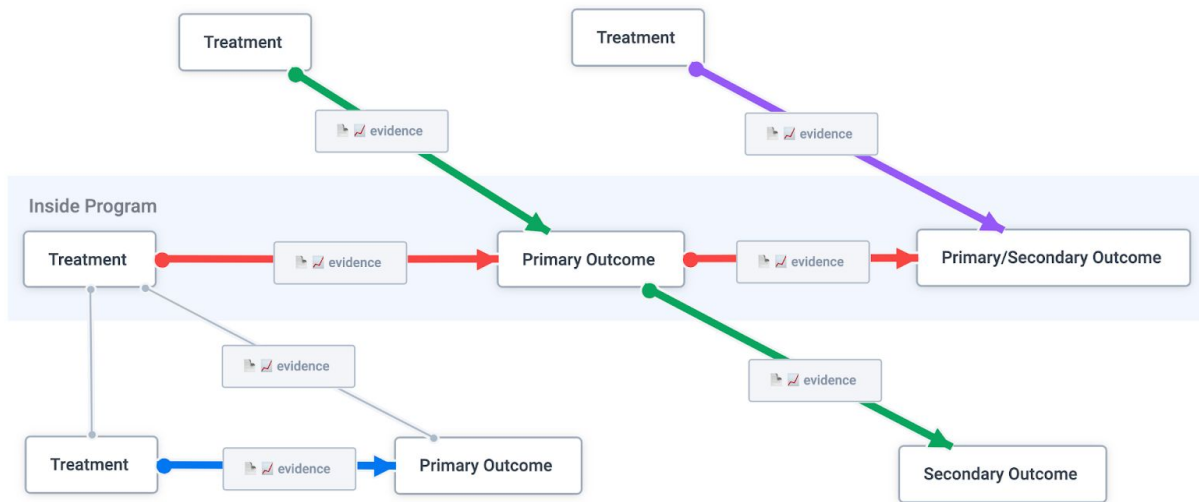 Treatment
Treatment
evidence
evidence
Inside Program
Treatment
evidence
Primary Outcome
evidence
Primary/Secondary Outcome
evidence
evidence
Treatment
evidence
Primary Outcome
Secondary Outcome